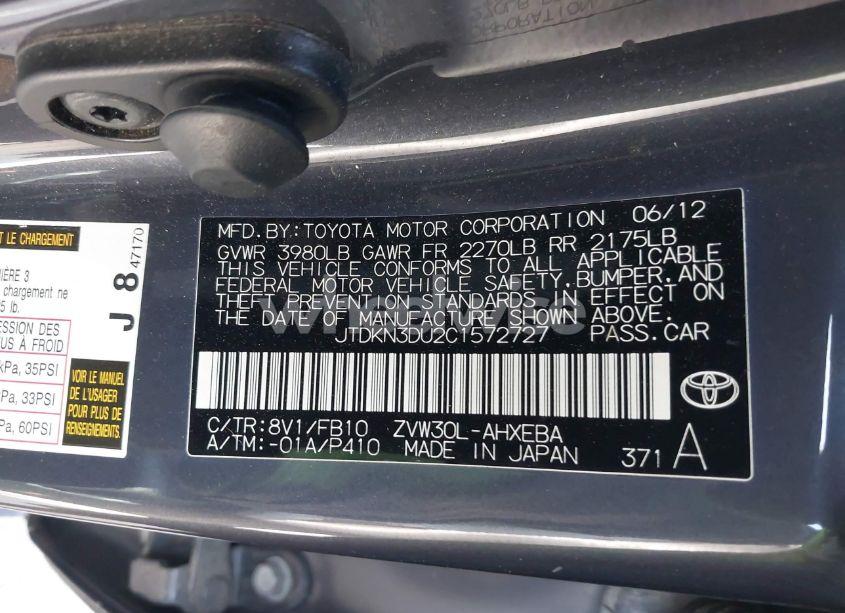 MFD.BY:TOYOTA MOTOR CORPORATION 06/12
GVWR 3980LB GAWR FR 2270LB RR 2175LB
THIS VEHICLE CONFORMS TO ALL APPLICABLE
FEDERAL MOTOR VEHICLE SAFETY,BUMPER,AND
THEFT PREVENTION STANDARDS IN EFFECT ON
THE DATE OF MANUFACTURE SHOWN ABOVE.
JTDKN3DU2C1572727 PASS.CAR
C/TR:8V1/FB10 ZVW30L-AHXEBA
A/TM:-01A/P410 MADE IN JAPAN 371 A
T LE CHARGEMENT
IÈRE 3
chargement ne
5 lb.
ESSION DES
US À FROID
kPa, 35PSI
Pa, 33PSI
Pa, 60PSI
VOIR LE MANUEL
DE L'USAGER
POUR PLUS DE
RENSEIGNEMENTS
J 8 47170